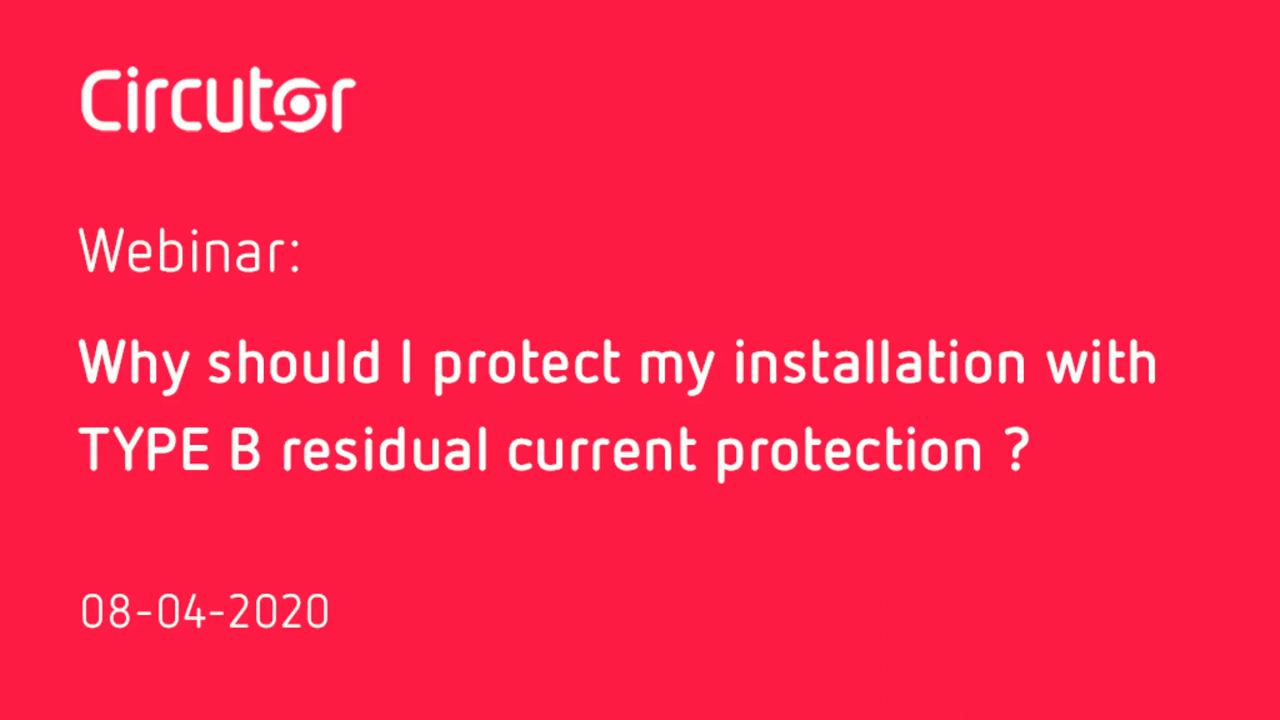 Circutor
Webinar:
Why should I protect my installation with
TYPE B residual current protection ?
08-04-2020